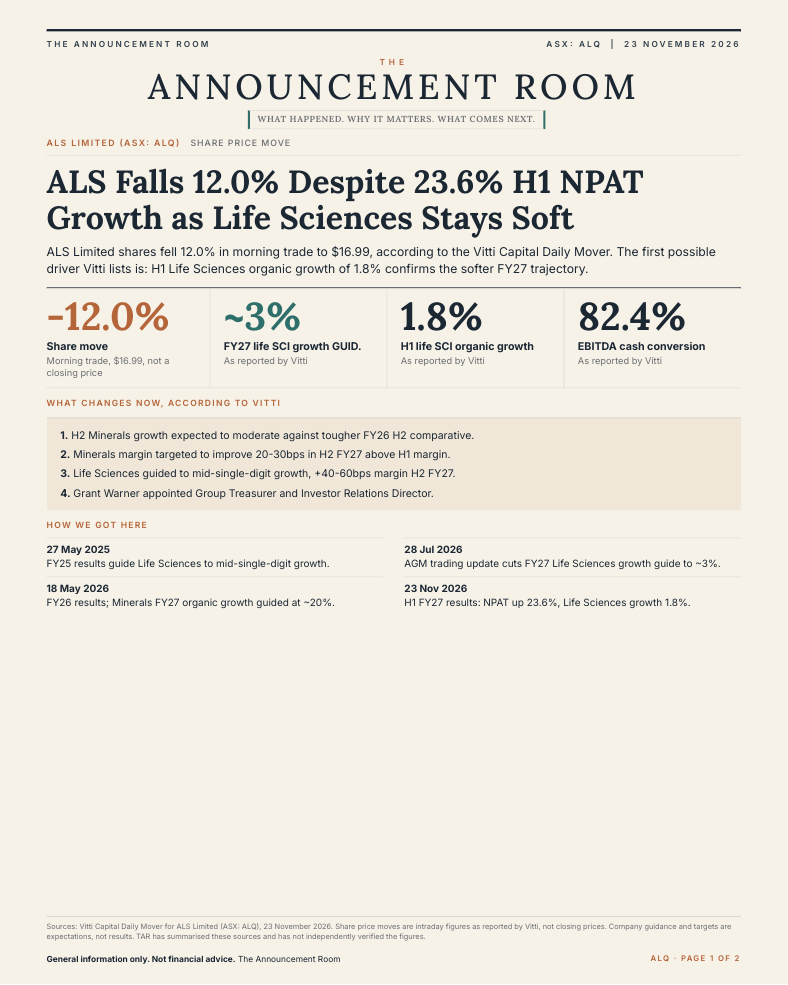 THE ANNOUNCEMENT ROOM
ASX: ALQ | 23 NOVEMBER 2026
THE
ANNOUNCEMENT ROOM
WHAT HAPPENED. WHY IT MATTERS. WHAT COMES NEXT.
ALS LIMITED (ASX: ALQ) SHARE PRICE MOVE
ALS Falls 12.0% Despite 23.6% H1 NPAT
Growth as Life Sciences Stays Soft
ALS Limited shares fell 12.0% in morning trade to $16.99, according to the Vitti Capital Daily Mover. The first possible
driver Vitti lists is: H1 Life Sciences organic growth of 1.8% confirms the softer FY27 trajectory.
-12.0%
Share move
Morning trade, $16.99, not a
closing price
~3%
FY27 life SCI growth GUID.
As reported by Vitti
1.8%
H1 life SCI organic growth
As reported by Vitti
82.4%
EBITDA cash conversion
As reported by Vitti
WHAT CHANGES NOW, ACCORDING TO VITTI
1. H2 Minerals growth expected to moderate against tougher FY26 H2 comparative.
2. Minerals margin targeted to improve 20-30bps in H2 FY27 above H1 margin.
3. Life Sciences guided to mid-single-digit growth, +40-60bps margin H2 FY27.
4. Grant Warner appointed Group Treasurer and Investor Relations Director.
HOW WE GOT HERE
27 May 2025
FY25 results guide Life Sciences to mid-single-digit growth.
18 May 2026
FY26 results; Minerals FY27 organic growth guided at ~20%.
28 Jul 2026
AGM trading update cuts FY27 Life Sciences growth guide to ~3%.
23 Nov 2026
H1 FY27 results: NPAT up 23.6%, Life Sciences growth 1.8%.
Sources: Vitti Capital Daily Mover for ALS Limited (ASX: ALQ), 23 November 2026. Share price moves are intraday figures as reported by Vitti, not closing prices. Company guidance and targets are
expectations, not results. TAR has summarised these sources and has not independently verified the figures.
General information only. Not financial advice. The Announcement Room
ALQ · PAGE 1 OF 2